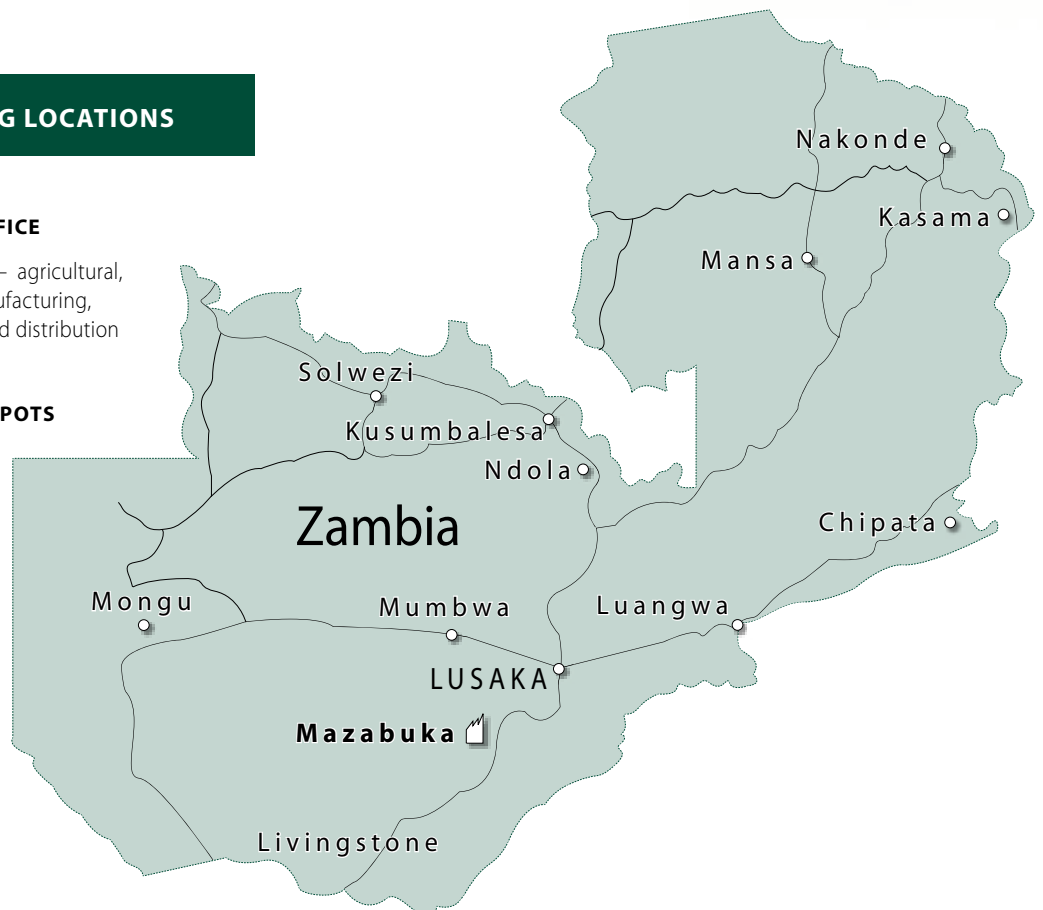 G LOCATIONS
FICE
– agricultural,
ufacturing,
d distribution
POTS
Nakonde
Kasama
Mansa
Solwezi
Kusumbalesa
Ndola
Zambia
Chipata
Mongu
Mumbwa
Luangwa
LUSAKA
Mazabuka
Livingstone